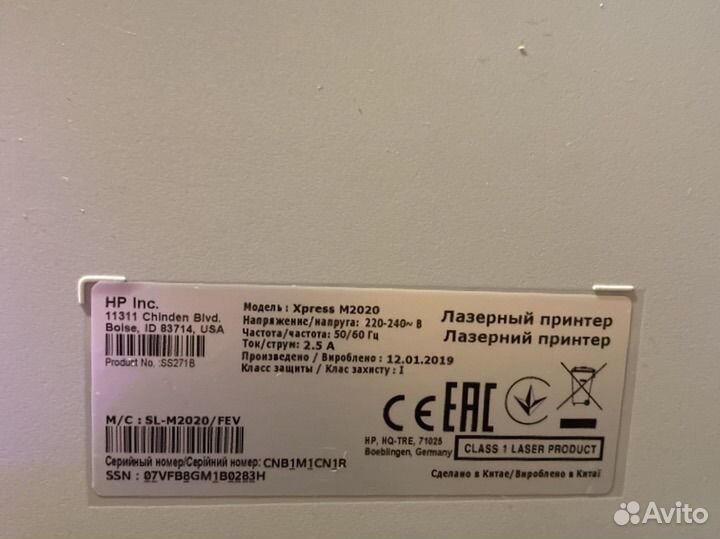 HP Inc.
11311 Chinden Blvd.
Boise, ID 83714, USA
Product No. :SS271B
M/C : SL-M2020/FEV
Серийный номер/Серійний номер: CNB1M1CN1R
SSN : 07VFB8GM1B0283H
Модель : Xpress M2020
Напряжение/напруга: 220-240~ В
Частота/частота: 50/60 Гц
Ток/струм: 2.5 А
Произведено / Вироблено : 12.01.2019
Класс защиты / Клас захисту : I
Лазерный принтер
Лазерний принтер
CE EAC
HP, HQ-TRE, 71025
Boeblingen, Germany
CLASS 1 LASER PRODUCT
Сделано в Китае/Вироблено в Китаї
Avito